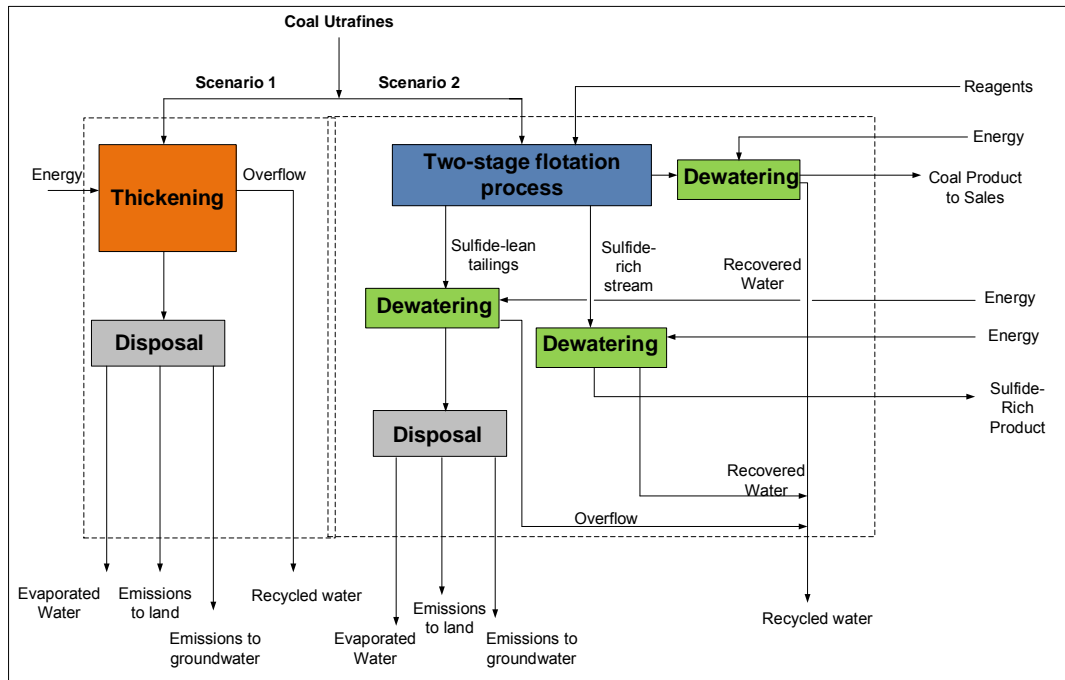 Coal Utrafines
Scenario 1
Scenario 2
Reagents
Energy
Two-stage flotation
process
Dewatering
Coal Product
to Sales
Energy
Thickening
Overflow
Sulfide-lean
tailings
Sulfide-
rich
stream
Recovered
Water
Dewatering
Energy
Disposal
Dewatering
Energy
Sulfide-
Rich
Product
Disposal
Recovered
Water
Overflow
Evaporated
Water
Emissions
to land
Emissions to
groundwater
Recycled water
Evaporated
Water
Emissions
to land
Emissions to
groundwater
Recycled water